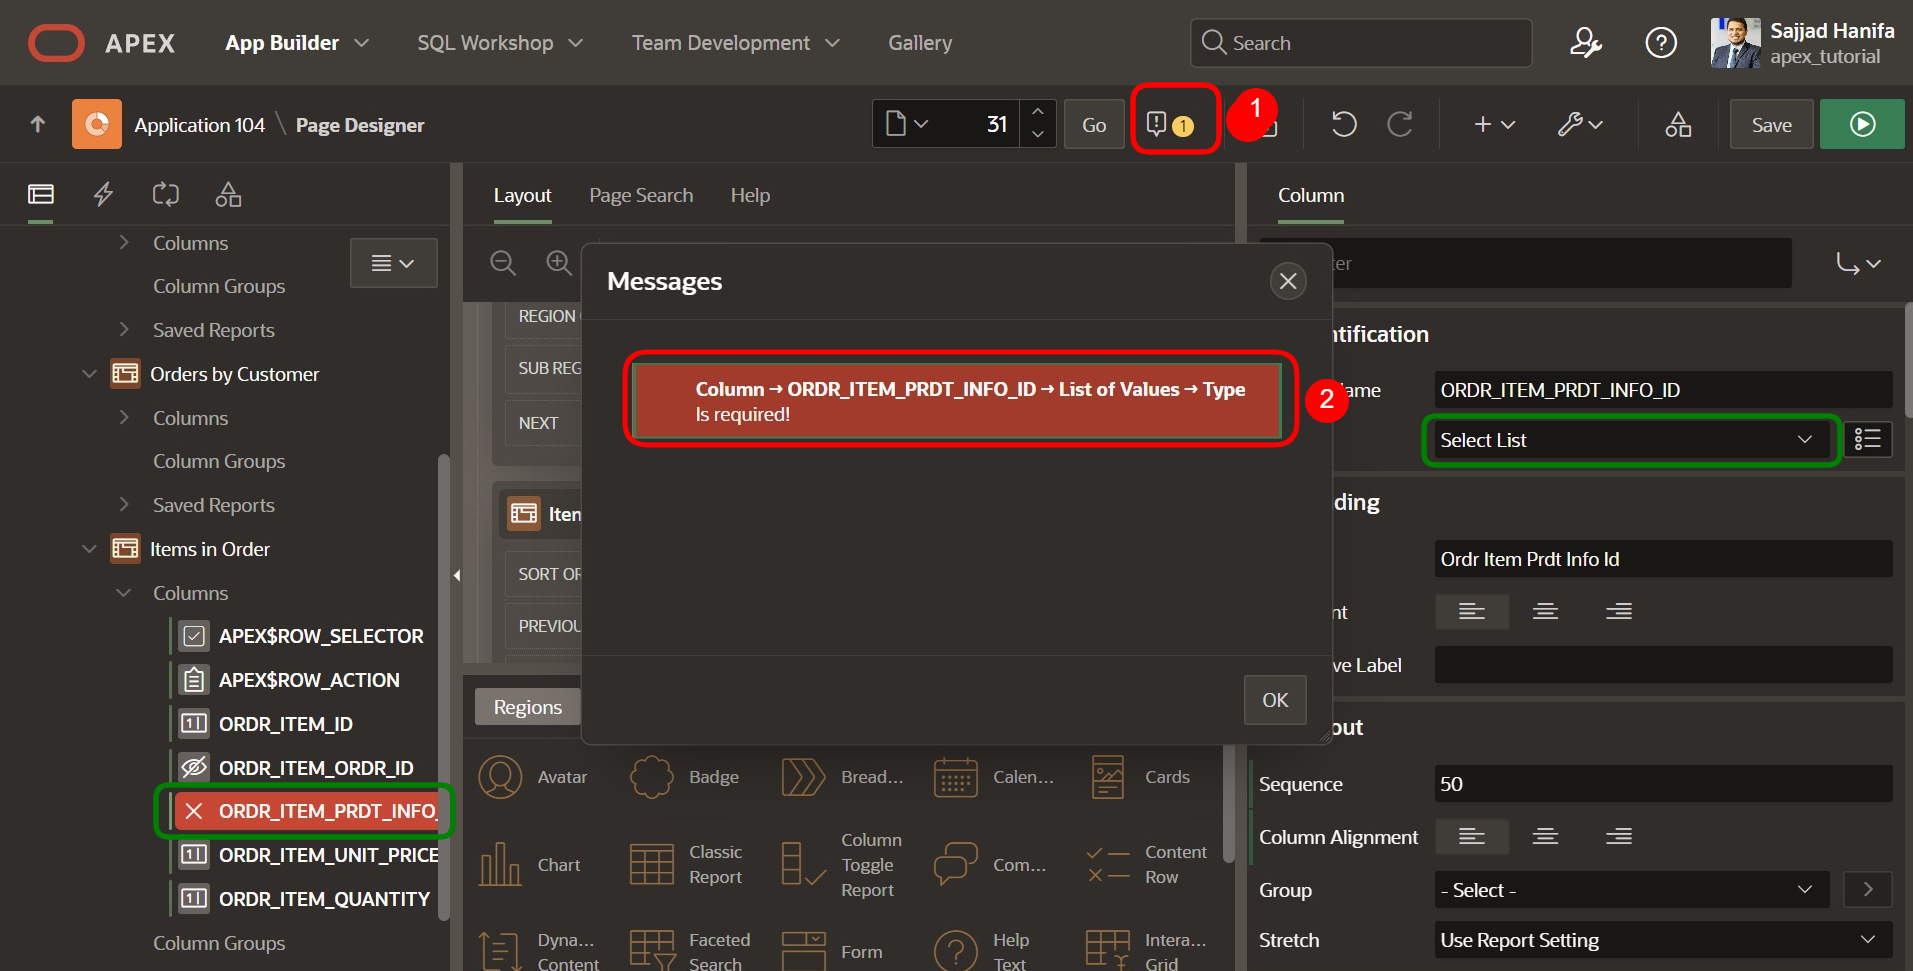 APEX
App Builder
SQL Workshop
Team Development
Gallery
Search
Sajjad Hanifa
apex_tutorial
Application 104 \ Page Designer
31
Go
1
1
Save
Layout
Page Search
Help
Column
Columns
Column Groups
Saved Reports
Orders by Customer
Columns
Column Groups
Saved Reports
Items in Order
Columns
APEX$ROW_SELECTOR
APEX$ROW_ACTION
ORDR_ITEM_ID
ORDR_ITEM_ORDR_ID
ORDR_ITEM_PRDT_INFO_
ORDR_ITEM_UNIT_PRICE
ORDR_ITEM_QUANTITY
Column Groups
REGION
SUB REG
NEXT
Iten
SORT OR
PREVIOU
Regions
Messages
Column → ORDR_ITEM_PRDT_INFO_ID → List of Values → Type
Is required!
2
OK
Avatar
Badge
Bread...
Calen...
Cards
Chart
Classic
Report
Column
Toggle
Report
Com...
Content
Row
Dyna...
Content
Faceted
Search
Form
Help
Text
Intera...
Grid
ter
ntification
ame
ORDR_ITEM_PRDT_INFO_ID
Select List
ding
Ordr Item Prdt Info Id
nt
ve Label
out
Sequence
50
Column Alignment
Group
- Select -
Stretch
Use Report Setting